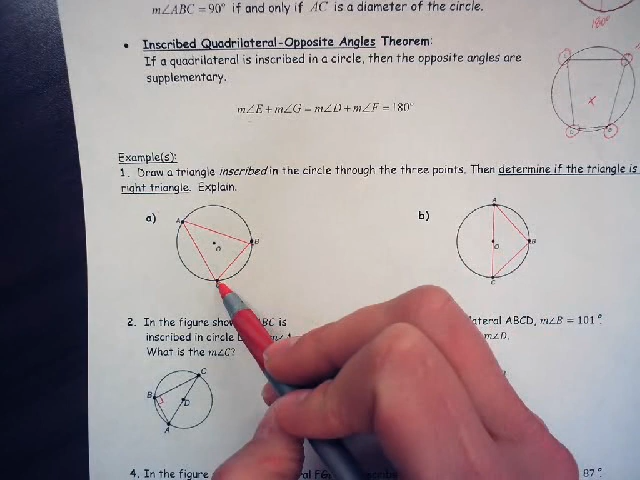 m∠ABC = 90° if and only if AC is a diameter of the circle.
180°
• Inscribed Quadrilateral-Opposite Angles Theorem:
If a quadrilateral is inscribed in a circle, then the opposite angles are
supplementary.
x
m∠E + m∠G = m∠D + m∠F = 180°
Example(s):
1. Draw a triangle inscribed in the circle through the three points. Then determine if the triangle is
right triangle. Explain.
a)
A
B
O
C
b)
A
B
O
C
2. In the figure show ABC is
inscribed in circle
What is the m∠C?
lateral ABCD, m∠B = 101°
m∠D.
B
C
D
A
4. In the figure
87°